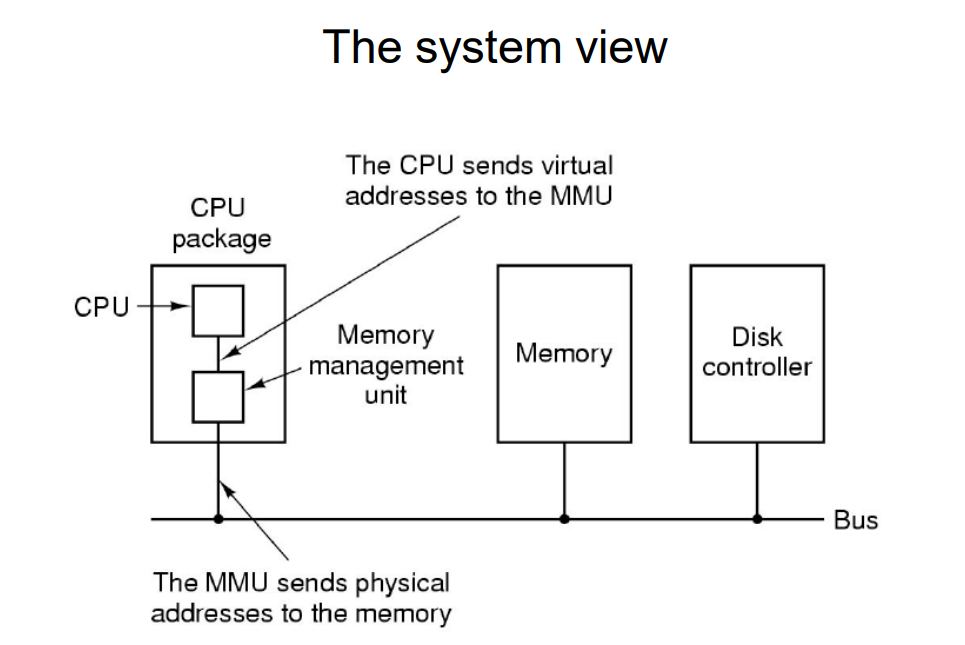 The system view
The CPU sends virtual
addresses to the MMU
CPU
package
CPU
Memory
management
unit
Memory
Disk
controller
Bus
The MMU sends physical
addresses to the memory